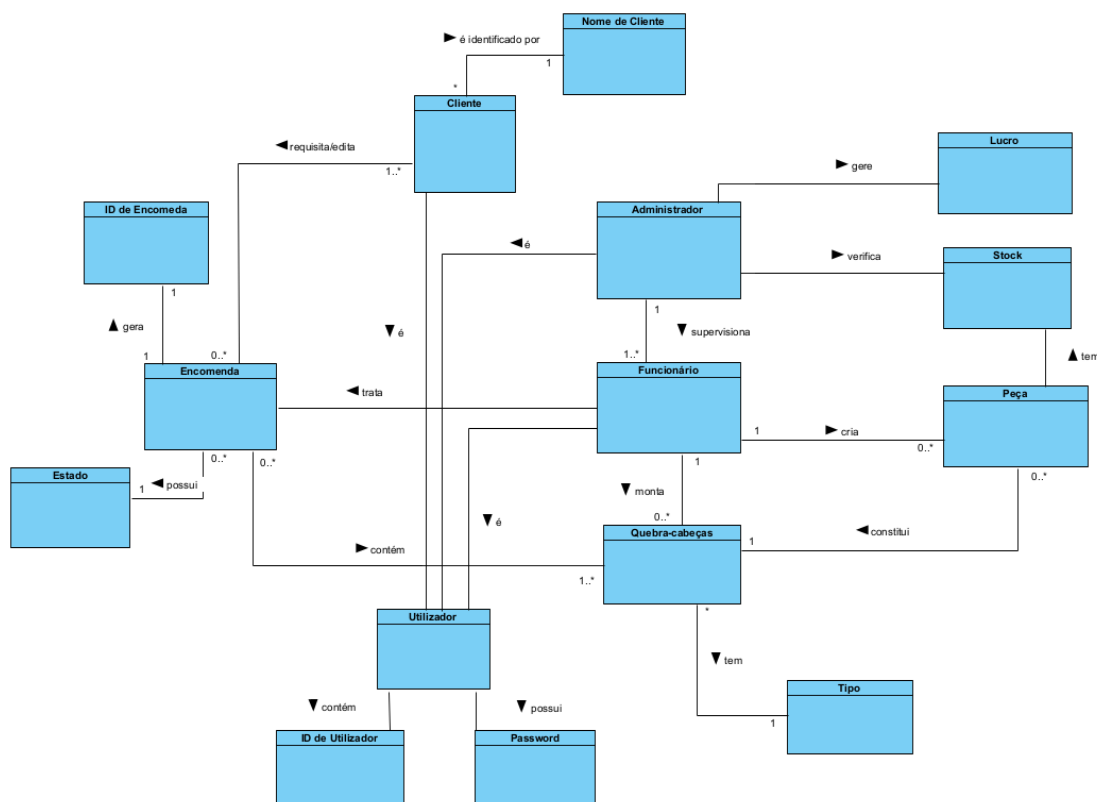 Nome de Cliente
► é identificado por
1
*
Cliente
◄ requisita/edita
1..*
Lucro
► gere
ID de Encomeda
Administrador
◄ é
Stock
► verifica
1
▲ gera
1
0..*
▼ é
1
▼ supervisiona
1..*
▲ tem
Encomenda
Funcionário
Peça
◄ trata
1
► cria
0..*
0..*
0..*
1
0..*
Estado
1
◄ possui
▼ monta
▼ é
0..*
Quebra-cabeças
◄ constitui
1
► contém
1..*
*
Utilizador
▼ tem
Tipo
1
▼ contém
▼ possui
ID de Utilizador
Password